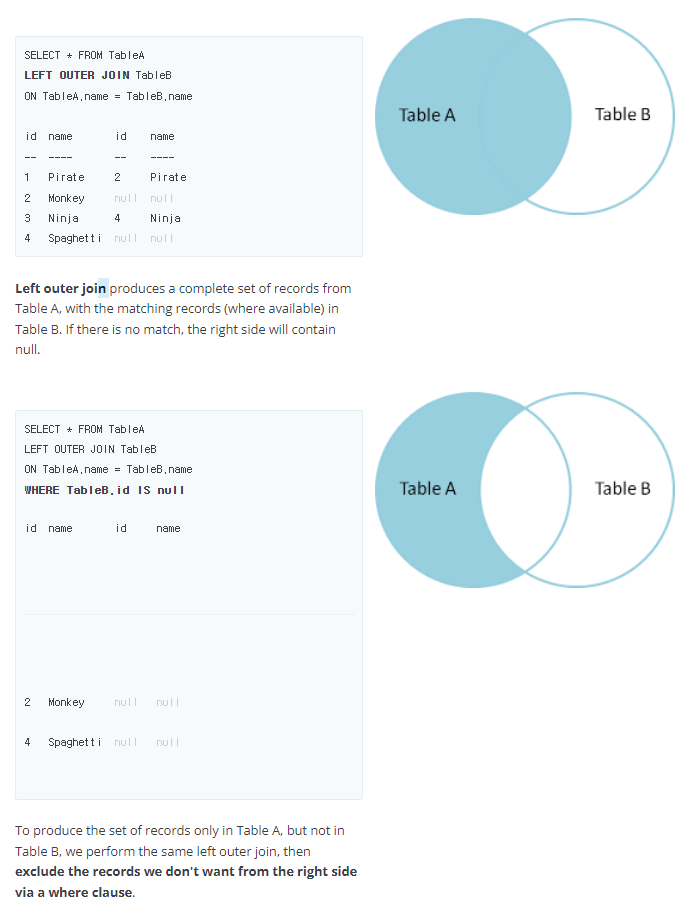 SELECT * FROM TableA
LEFT OUTER JOIN TableB
ON TableA.name = TableB.name
id name id name
-- ---- -- ----
1 Pirate 2 Pirate
2 Monkey null null
3 Ninja 4 Ninja
4 Spaghetti null null
Table A
Table B
Left outer join produces a complete set of records from
Table A, with the matching records (where available) in
Table B. If there is no match, the right side will contain
null.
SELECT * FROM TableA
LEFT OUTER JOIN TableB
ON TableA.name = TableB.name
WHERE TableB.id IS null
id name id name
2 Monkey null null
4 Spaghetti null null
Table A
Table B
To produce the set of records only in Table A, but not in
Table B, we perform the same left outer join, then
exclude the records we don't want from the right side
via a where clause.